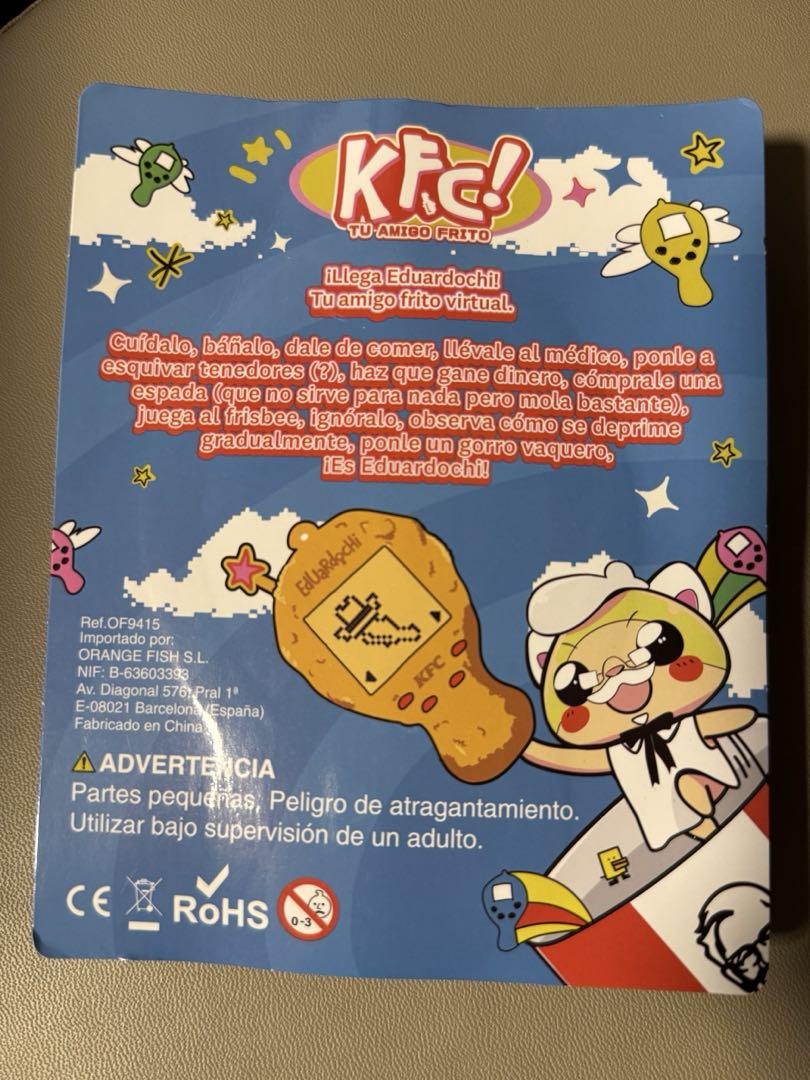 KFC!
TU AMIGO FRITO
¡Llega Eduardochi!
Tu amigo frito virtual.
Cuídalo, báñalo, dale de comer, llévale al médico, ponle a
esquivar tenedores (?), haz que gane dinero, cómprale una
espada (que no sirve para nada pero mola bastante),
juega al frisbee, ignóralo, observa cómo se deprime
gradualmente, ponle un gorro vaquero,
¡Es Eduardochi!
EdUaRdochi
KFC
Ref.OF9415
Importado por:
ORANGE FISH S.L.
NIF: B-63603393
Av. Diagonal 576, Pral 1ª
E-08021 Barcelona (España)
Fabricado en China
ADVERTENCIA
Partes pequeñas, Peligro de atragantamiento.
Utilizar bajo supervisión de un adulto.
CE
RoHS
0-3